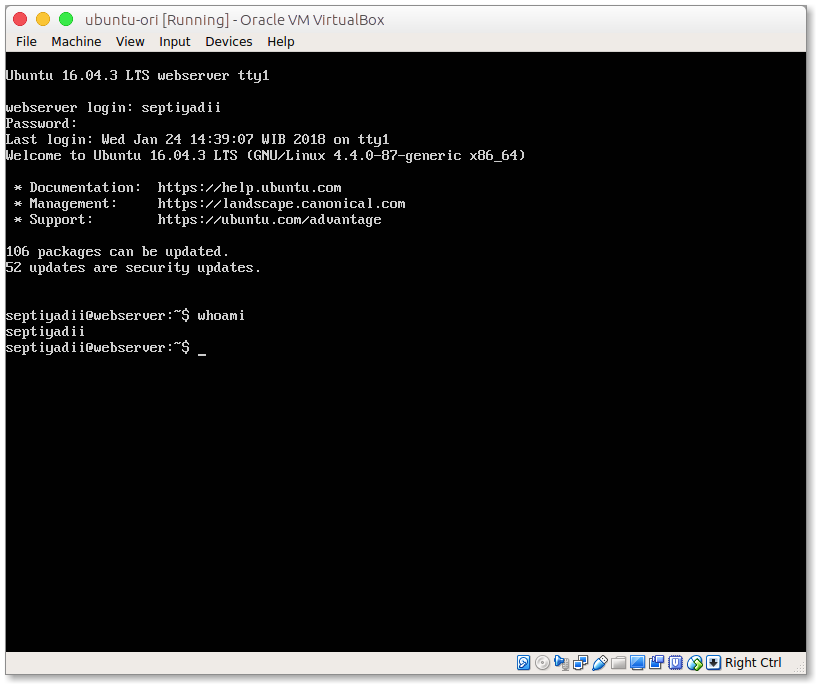 ubuntu-ori [Running] - Oracle VM VirtualBox
File Machine View Input Devices Help
Ubuntu 16.04.3 LTS webserver tty1
webserver login: septiyadii
Password:
Last login: Wed Jan 24 14:39:07 WIB 2018 on tty1
Welcome to Ubuntu 16.04.3 LTS (GNU/Linux 4.4.0-87-generic x86_64)
* Documentation:  https://help.ubuntu.com
* Management:     https://landscape.canonical.com
* Support:        https://ubuntu.com/advantage
106 packages can be updated.
52 updates are security updates.
septiyadii@webserver:~$ whoami
septiyadii
septiyadii@webserver:~$ _
Right Ctrl